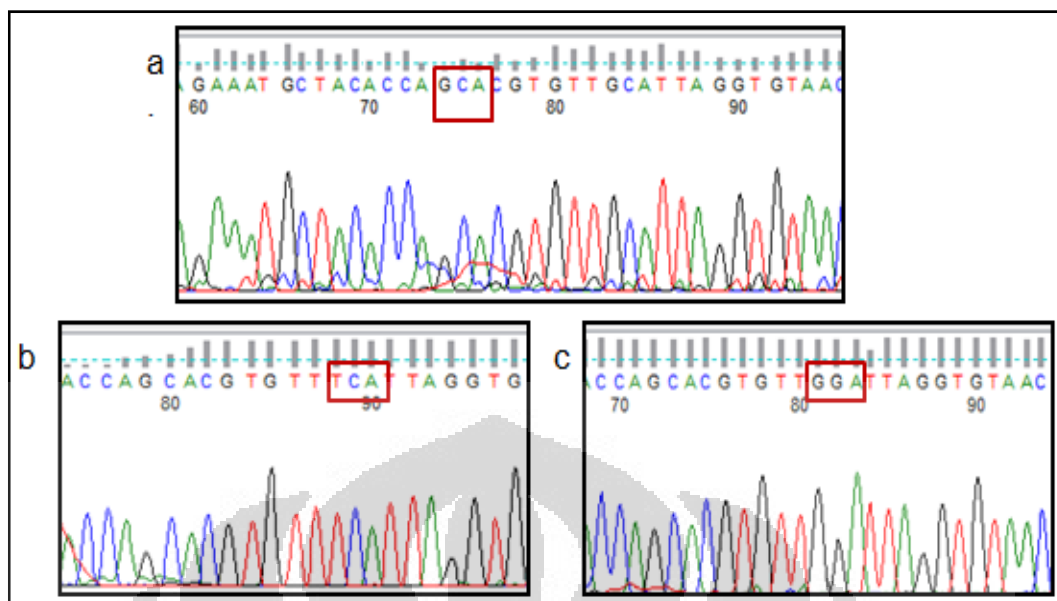 a
AGAAATGCTACACCAGCACGTGTTGCATTAGGTGTAAC
60 70 80 90
b
ACCAGCACGTGTTTCATTAGGTG
80 90
c
ACCAGCACGTGTTGGATTAGGTGTAAC
70 80 90